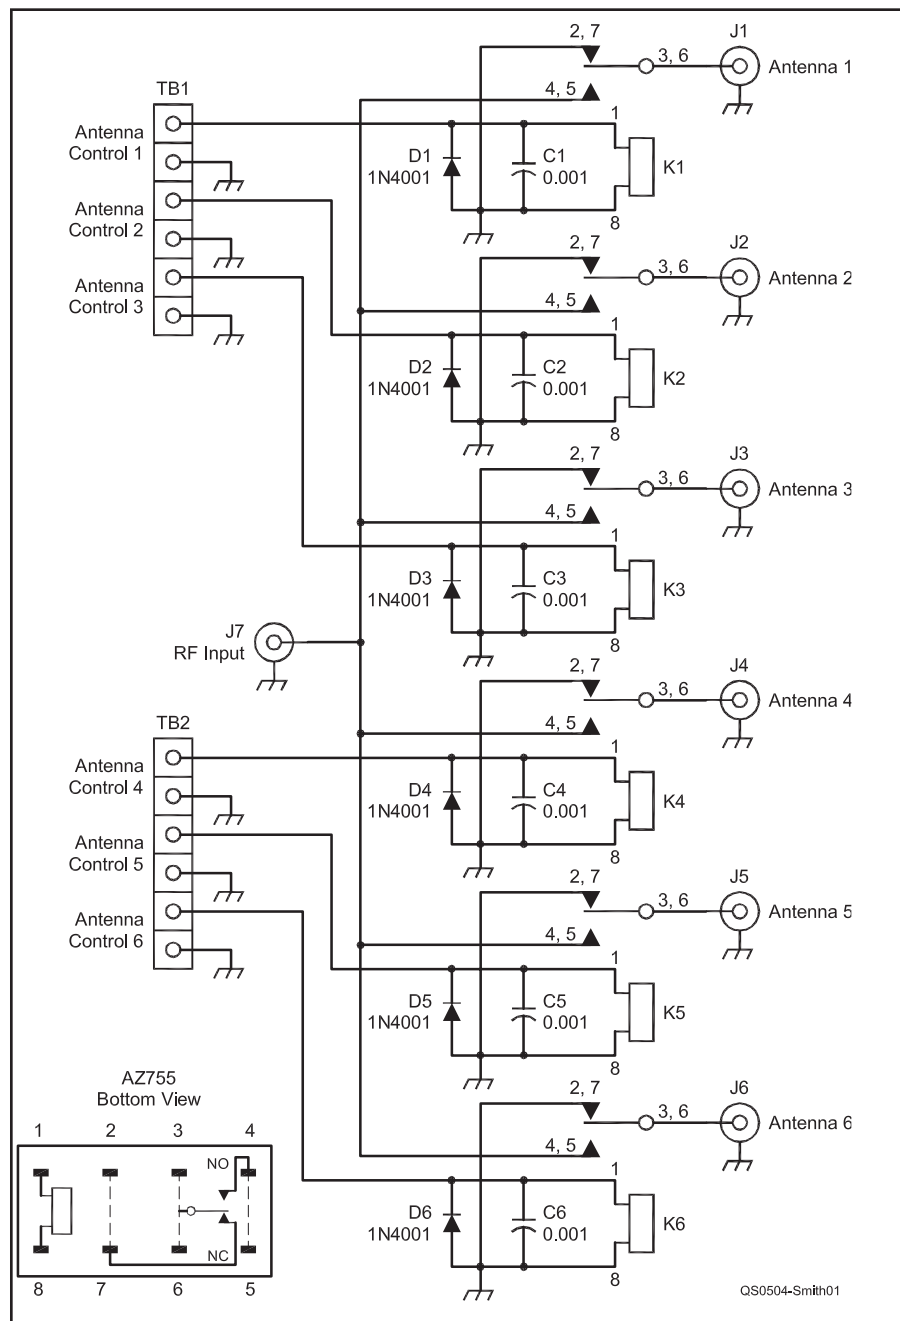 TB1
Antenna
Control 1
Antenna
Control 2
Antenna
Control 3
2, 7
3, 6
4, 5
J1
Antenna 1
1
D1
1N4001
C1
0.001
K1
8
2, 7
3, 6
4, 5
J2
Antenna 2
1
D2
1N4001
C2
0.001
K2
8
2, 7
3, 6
4, 5
J3
Antenna 3
1
D3
1N4001
C3
0.001
K3
8
J7
RF Input
TB2
Antenna
Control 4
Antenna
Control 5
Antenna
Control 6
2, 7
3, 6
4, 5
J4
Antenna 4
1
D4
1N4001
C4
0.001
K4
8
2, 7
3, 6
4, 5
J5
Antenna 5
1
D5
1N4001
C5
0.001
K5
8
2, 7
3, 6
4, 5
J6
Antenna 6
1
D6
1N4001
C6
0.001
K6
8
AZ755
Bottom View
1 2 3 4
NO
NC
8 7 6 5
QS0504-Smith01